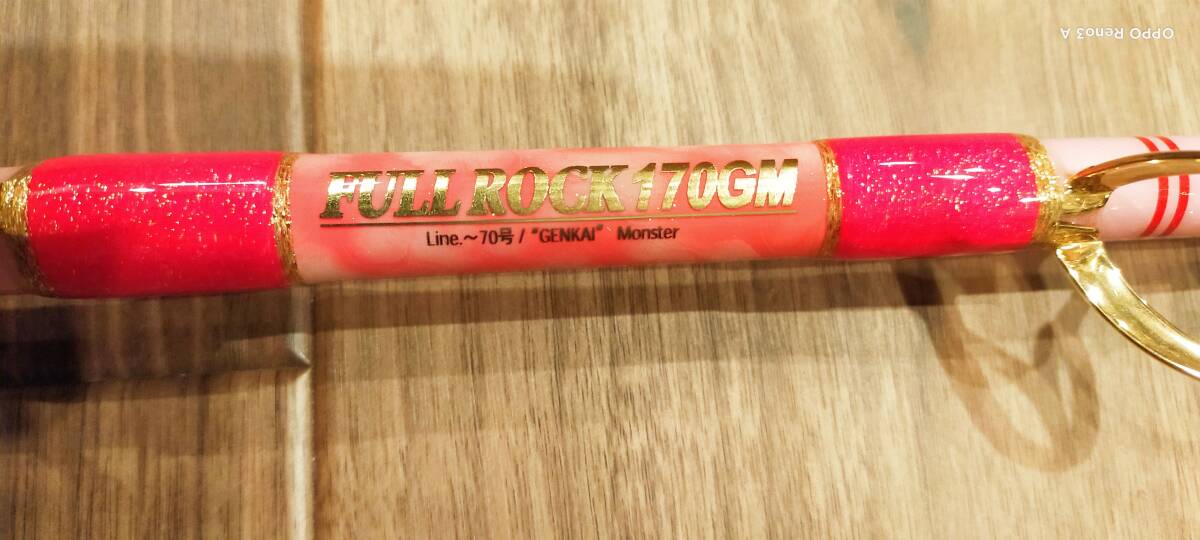 OPPO Reno3 A
FULL ROCK 170GM
Line.～70号 / "GENKAI" Monster